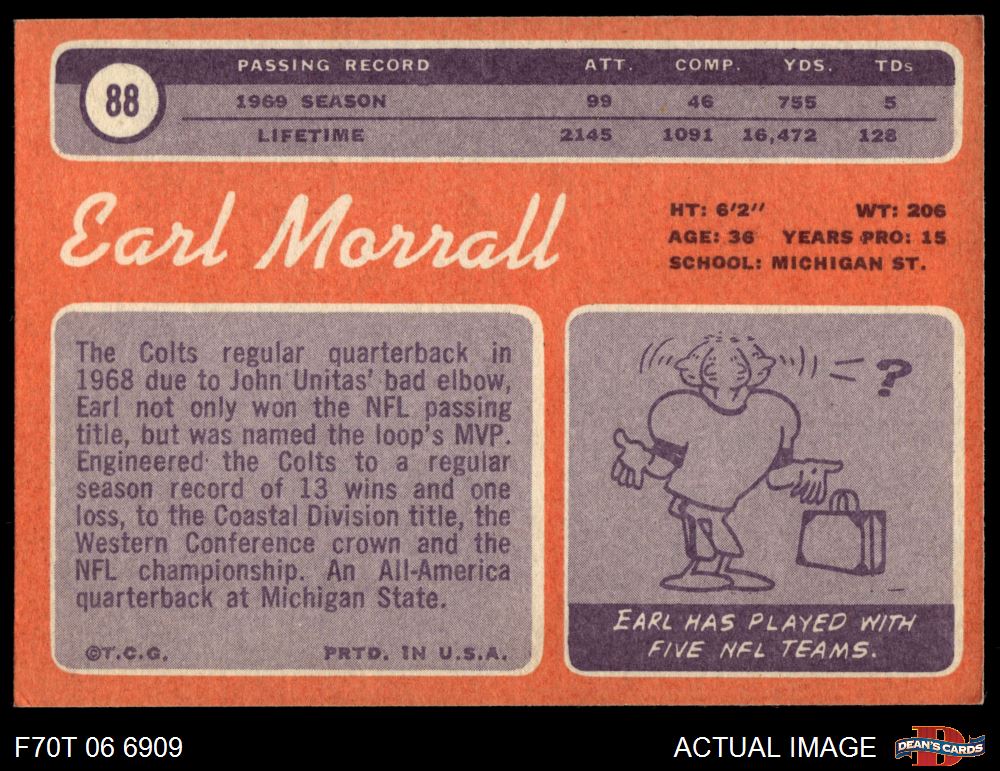 88
PASSING RECORD ATT. COMP. YDS. TDs
1969 SEASON 99 46 755 5
LIFETIME 2145 1091 16,472 128
Earl Morrall
HT: 6'2" WT: 206
AGE: 36 YEARS PRO: 15
SCHOOL: MICHIGAN ST.
The Colts regular quarterback in
1968 due to John Unitas' bad elbow,
Earl not only won the NFL passing
title, but was named the loop's MVP.
Engineered the Colts to a regular
season record of 13 wins and one
loss, to the Coastal Division title, the
Western Conference crown and the
NFL championship. An All-America
quarterback at Michigan State.
©T.C.G. PRTD. IN U.S.A.
?
EARL HAS PLAYED WITH
FIVE NFL TEAMS.
F70T 06 6909
ACTUAL IMAGE
D
DEAN'S CARDS